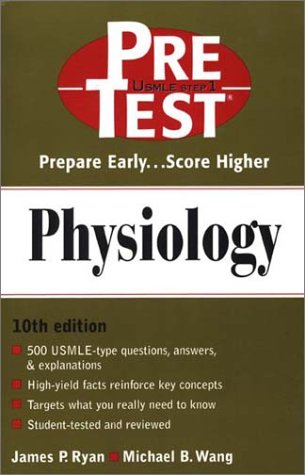 PRE
USMLE STEP 1
TEST®
Prepare Early...Score Higher
Physiology
10th edition
500 USMLE-type questions, answers,
& explanations
High-yield facts reinforce key concepts
Targets what you really need to know
Student-tested and reviewed
James P. Ryan ■ Michael B. Wang